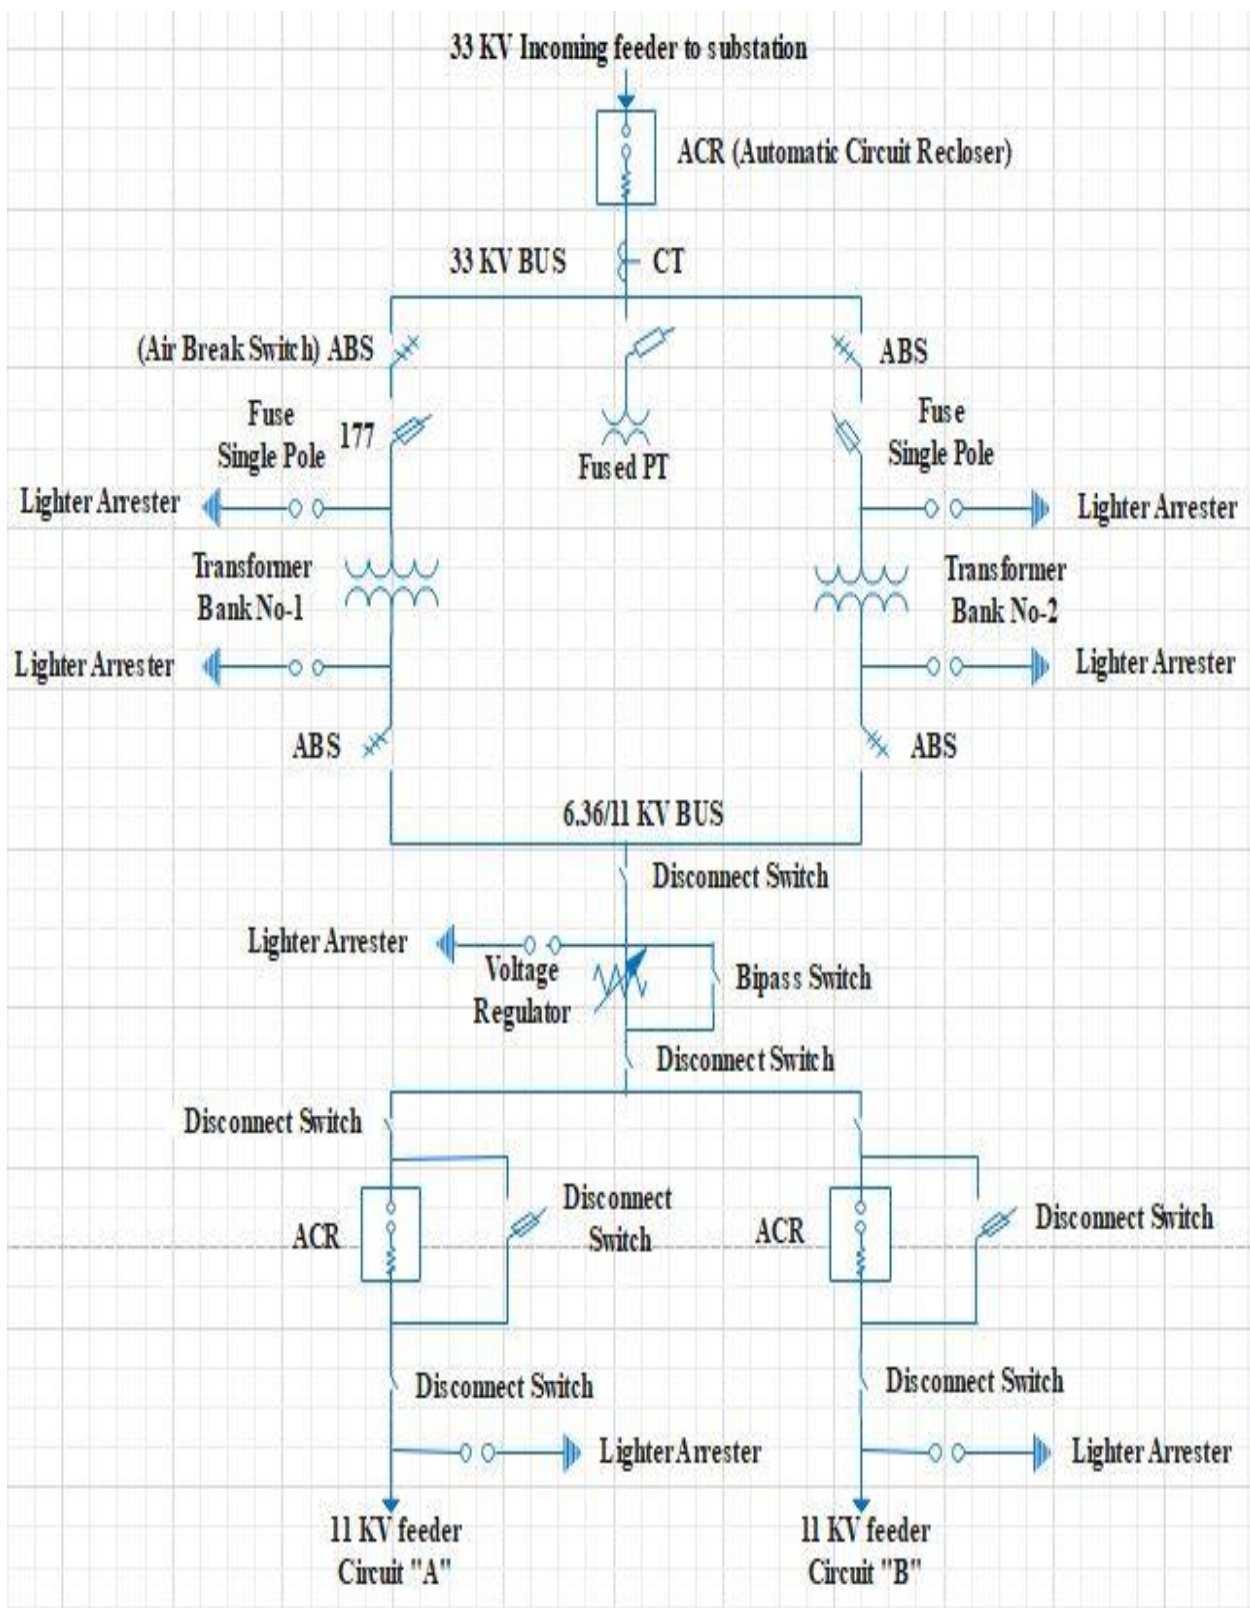 33 KV Incoming feeder to substation
ACR (Automatic Circuit Recloser)
33 KV BUS
CT
(Air Break Switch) ABS
ABS
Fuse
Single Pole
177
Fused PT
Fuse
Single Pole
Lighter Arrester
Lighter Arrester
Transformer
Bank No-1
Transformer
Bank No-2
Lighter Arrester
Lighter Arrester
ABS
ABS
6.36/11 KV BUS
Disconnect Switch
Lighter Arrester
Voltage
Regulator
Bipass Switch
Disconnect Switch
Disconnect Switch
ACR
Disconnect
Switch
ACR
Disconnect Switch
Disconnect Switch
Disconnect Switch
Lighter Arrester
Lighter Arrester
11 KV feeder
Circuit "A"
11 KV feeder
Circuit "B"